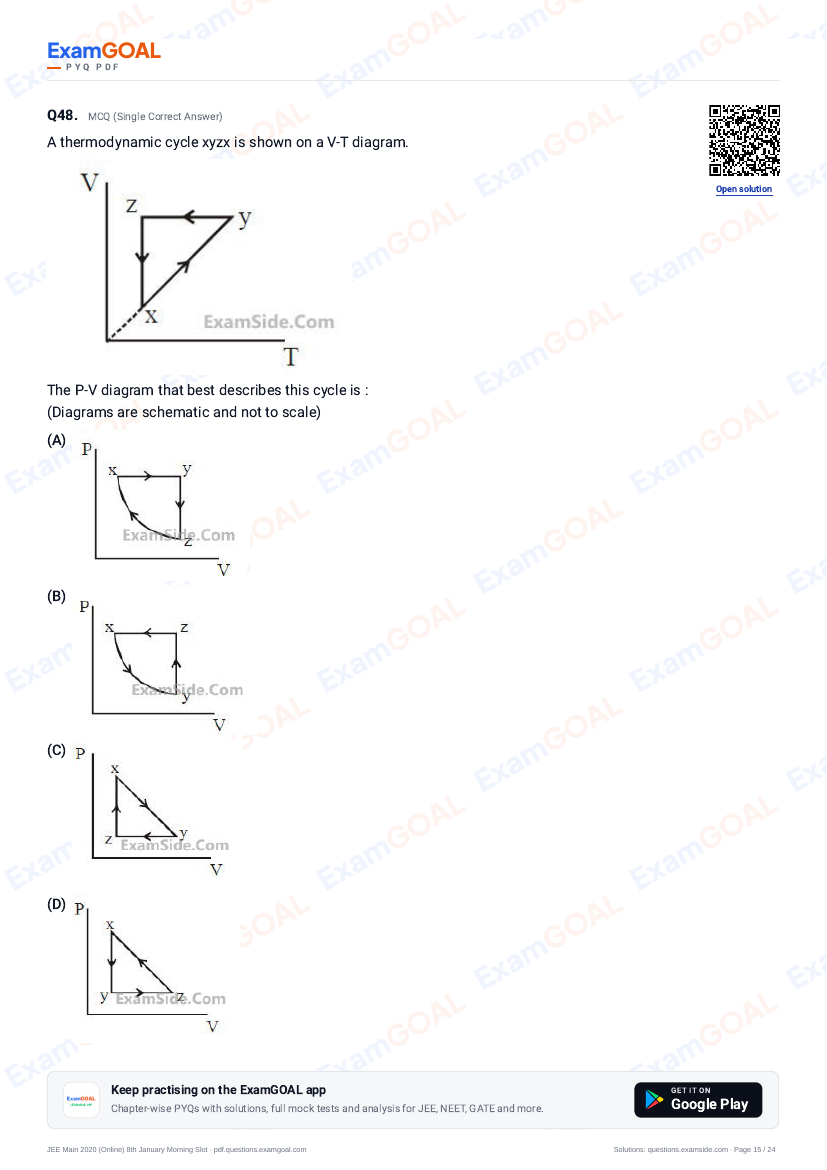 ExamGOAL
PYQ PDF
Q48. MCQ (Single Correct Answer)
A thermodynamic cycle xyzx is shown on a V-T diagram.
Open solution
V
z
y
x
ExamSide.Com
T
The P-V diagram that best describes this cycle is :
(Diagrams are schematic and not to scale)
(A)
P
x
y
ExamSide.Com
z
V
(B)
P
x
z
ExamSide.Com
y
V
(C)
P
x
z
y
ExamSide.Com
V
(D)
P
x
y
ExamSide.Com
z
V
ExamGOAL
Keep practising on the ExamGOAL app
Chapter-wise PYQs with solutions, full mock tests and analysis for JEE, NEET, GATE and more.
GET IT ON
Google Play
JEE Main 2020 (Online) 8th January Morning Slot · pdf.questions.examgoal.com
Solutions: questions.examside.com · Page 15 / 24